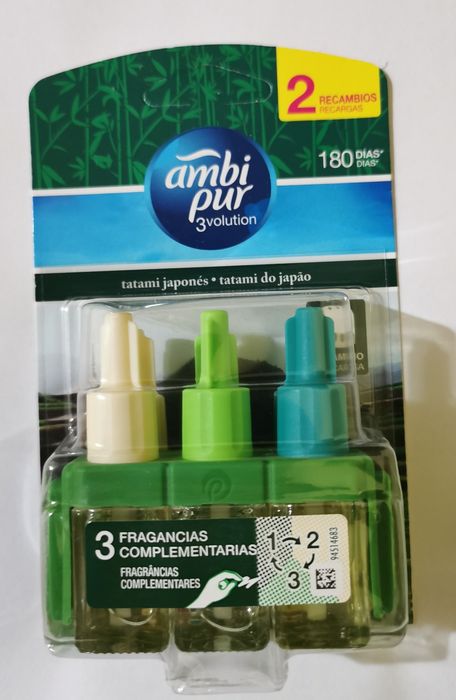 2 RECAMBIOS
RECARGAS
180 DÍAS*
DIAS*
ambi
pur
3volution
tatami japonés • tatami do japão
3 FRAGANCIAS
COMPLEMENTARIAS
FRAGRÂNCIAS
COMPLEMENTARES
1 2
3
94514683